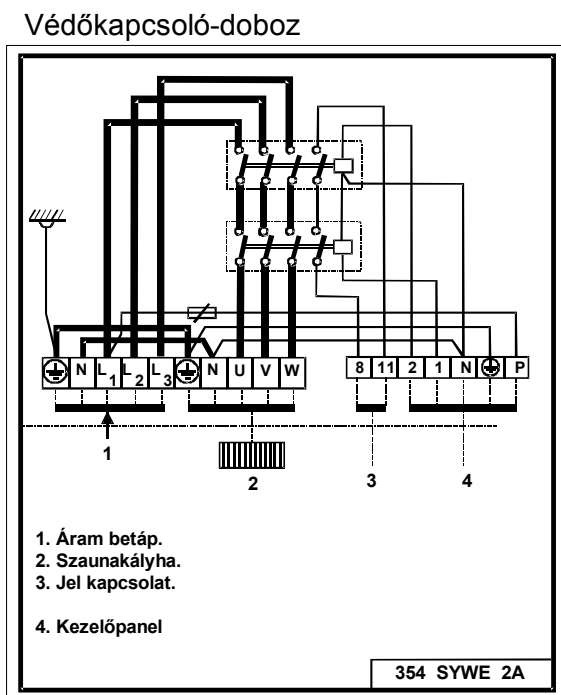 Védőkapcsoló-doboz
N L1 L2 L3 N U V W 8 11 2 1 N P
1 2 3 4
1. Áram betáp.
2. Szaunakályha.
3. Jel kapcsolat.
4. Kezelőpanel
354 SYWE 2A